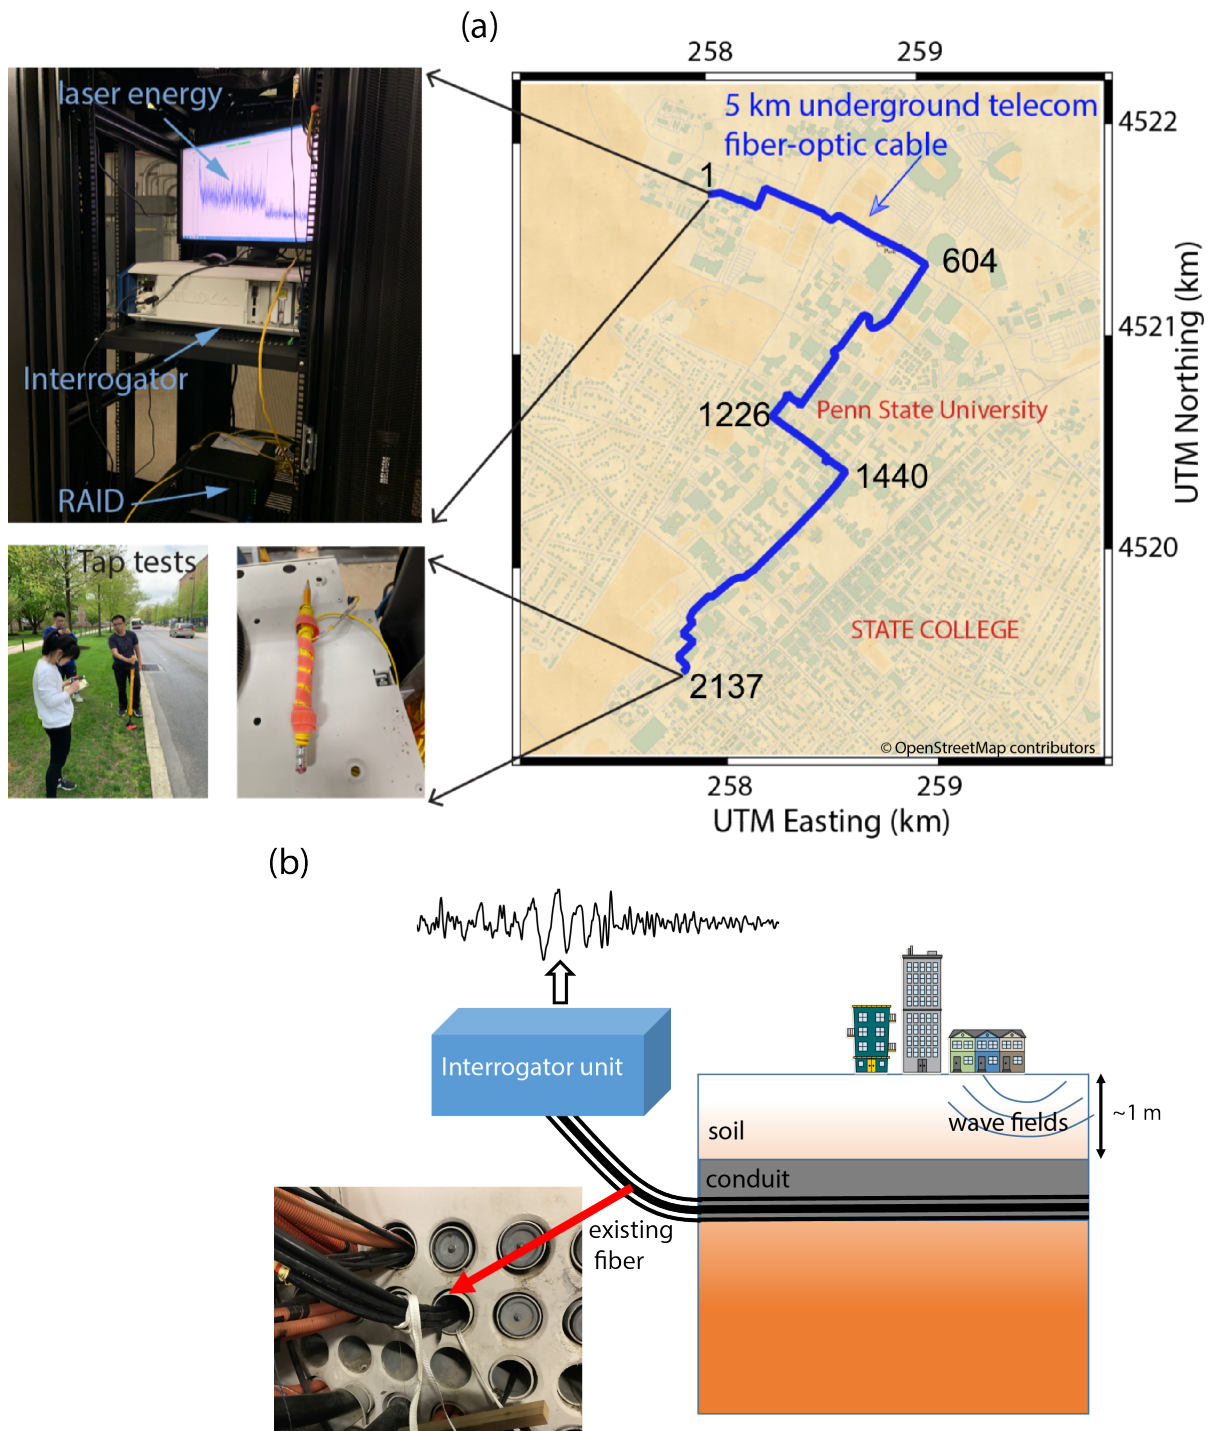 (a)
258
259
laser energy
Interrogator
RAID
Tap tests
5 km underground telecom
fiber-optic cable
1
604
1226
Penn State University
1440
STATE COLLEGE
2137
© OpenStreetMap contributors
4522
4521
4520
UTM Northing (km)
258
259
UTM Easting (km)
(b)
Interrogator unit
existing
fiber
soil
wave fields
~1 m
conduit